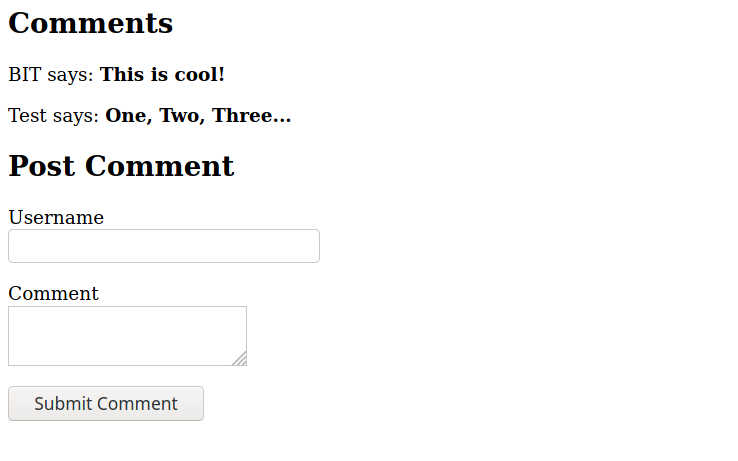 Comments
BIT says: This is cool!
Test says: One, Two, Three...
Post Comment
Username
Comment
Submit Comment